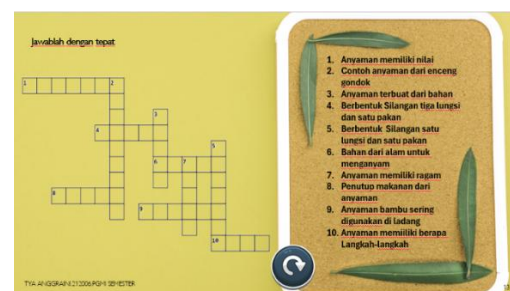 Jawablah dengan tepat
1
2
3
4
5
6
7
8
9
10
1. Anyaman memiliki nilai
2. Contoh anyaman dari enceng
gondok
3. Anyaman terbuat dari bahan
4. Berbentuk Silangan tiga lungsi
dan satu pakan
5. Berbentuk Silangan satu
lungsi dan satu pakan
6. Bahan dari alam untuk
menganyam
7. Anyaman memiliki ragam
8. Penutup makanan dari
anyaman
9. Anyaman bambu sering
digunakan di ladang
10. Anyaman memiiliki berapa
Langkah-langkah
TYA ANGGRAINI 212006 PGMI SEMESTER